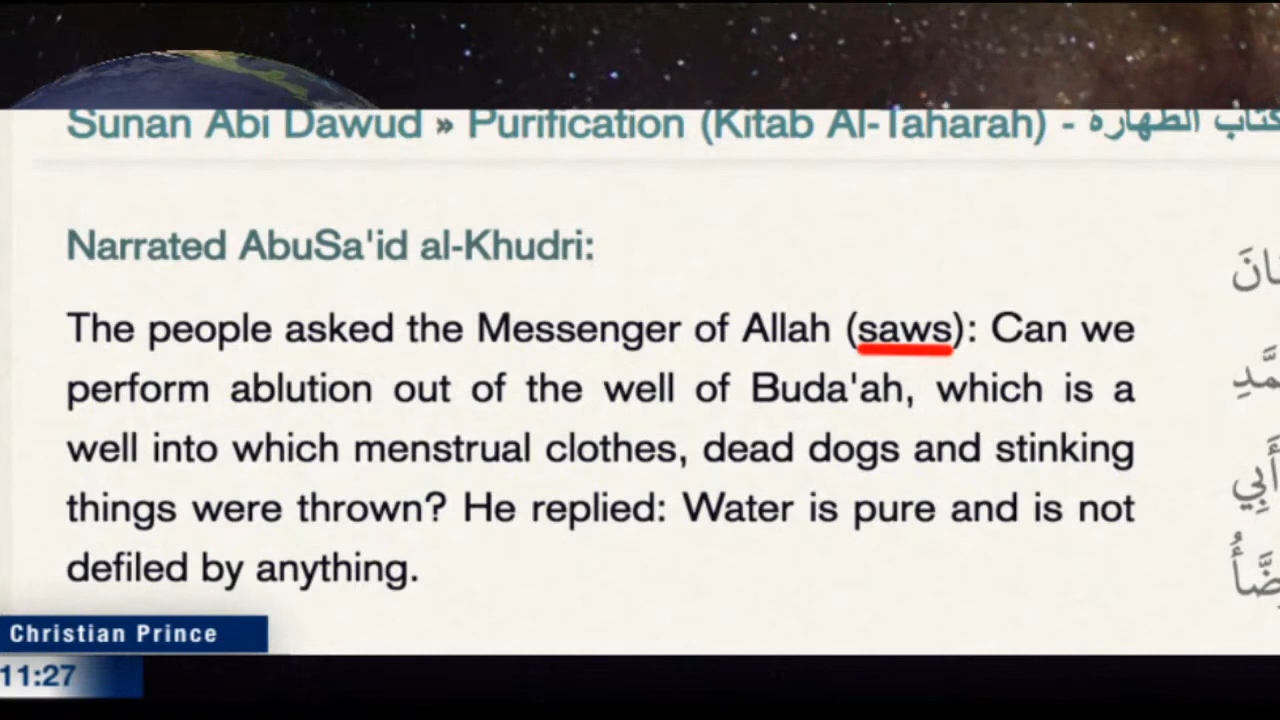 Sunan Abi Dawud » Purification (Kitab Al-Taharah) - كتاب الطهارة
Narrated AbuSa'id al-Khudri:
The people asked the Messenger of Allah (saws): Can we
perform ablution out of the well of Buda'ah, which is a
well into which menstrual clothes, dead dogs and stinking
things were thrown? He replied: Water is pure and is not
defiled by anything.
Christian Prince
11:27